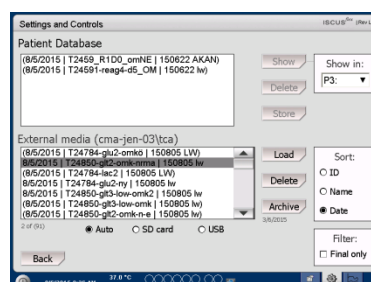 Settings and Controls
ISCUS
Patient Database
(8/5/2015 | T2459_R1D0_omNE | 150622 AKAN)
(8/5/2015 | T24591-reag4-d5_OM | 150622 lw)
Show
Show in:
P3:
Delete
Store
External media (cma-jen-03\tca)
(8/5/2015 | T24784-glu2-omkö | 150805 LW)
8/5/2015 | T24850-glt2-omk-nrma | 150805 lw
(8/5/2015 | T24784-lac2 | 150805 LW)
(8/5/2015 | T24784-glu2-ny | 150805 lw
(8/5/2015 | T24850-glt3-low-omk2 | 150805 lw
(8/5/2015 | T24850-glt3-low-omk | 150805 lw
(8/5/2015 | T24850-glt2-omk-n-e | 150805 lw
Load
Delete
Archive
3/6/2015
Sort:
ID
Name
Date
2 of (91)
Auto
SD card
USB
Filter:
Final only
Back
37.0 °C